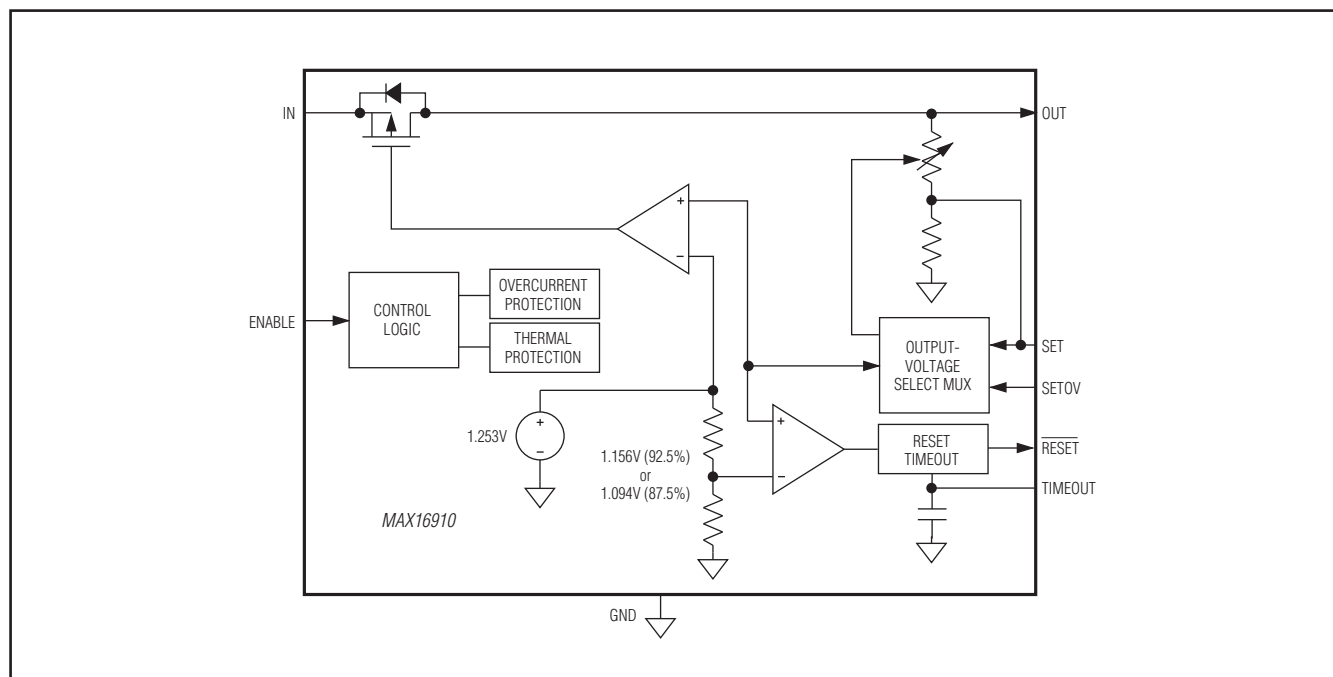 IN
OUT
+
−
OVERCURRENT
PROTECTION
CONTROL
LOGIC
ENABLE
THERMAL
PROTECTION
OUTPUT-
VOLTAGE
SELECT MUX
SET
SETOV
+
−
1.253V
+
−
1.156V (92.5%)
or
1.094V (87.5%)
RESET
TIMEOUT
RESET
TIMEOUT
MAX16910
GND